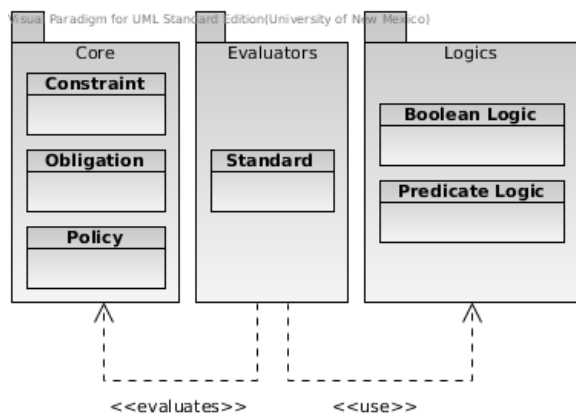 Visual Paradigm for UML Standard Edition(University of New Mexico)
Core
Constraint
Obligation
Policy
Evaluators
Standard
Logics
Boolean Logic
Predicate Logic
<<evaluates>>
<<use>>